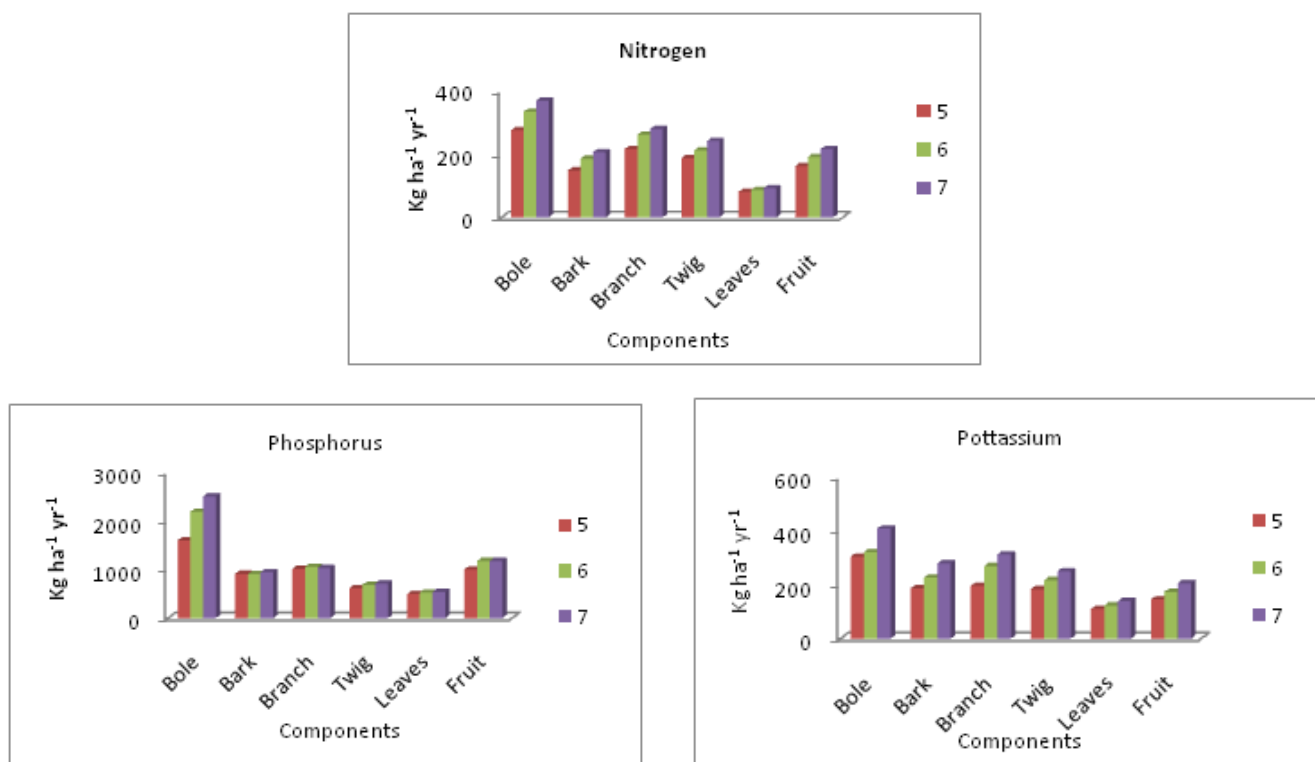 Nitrogen
Kg ha⁻¹ yr⁻¹
400
200
0
Bole
Bark
Branch
Twig
Leaves
Fruit
Components
5
6
7
Phosphorus
Kg ha⁻¹ yr⁻¹
3000
2000
1000
0
Bole
Bark
Branch
Twig
Leaves
Fruit
Components
5
6
7
Pottassium
Kg ha⁻¹ yr⁻¹
600
400
200
0
Bole
Bark
Branch
Twig
Leaves
Fruit
Components
5
6
7